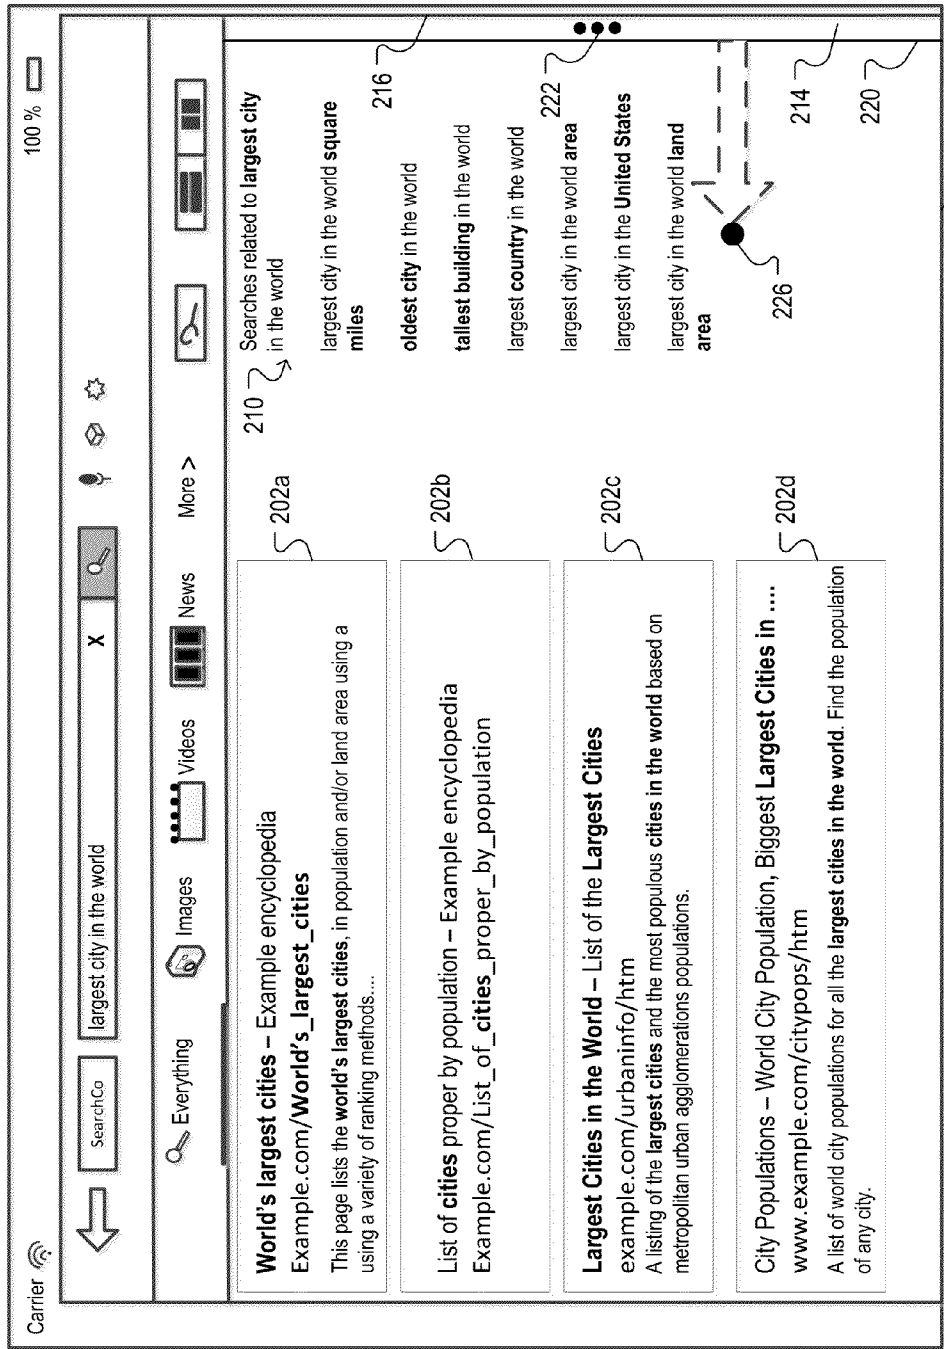 Carrier
100 %
SearchCo
largest city in the world
X
Everything
Images
Videos
News
More >
World's largest cities – Example encyclopedia
Example.com/World's_largest_cities
This page lists the world's largest cities, in population and/or land area using a
using a variety of ranking methods....
202a
List of cities proper by population – Example encyclopedia
Example.com/List_of_cities_proper_by_population
202b
Largest Cities in the World – List of the Largest Cities
example.com/urbaninfo/htm
A listing of the largest cities and the most populous cities in the world based on
metropolitan urban agglomerations populations.
202c
City Populations – World City Population, Biggest Largest Cities in ....
www.example.com/citypops/htm
A list of world city populations for all the largest cities in the world. Find the population
of any city.
202d
210
Searches related to largest city
in the world
largest city in the world square
miles
oldest city in the world
tallest building in the world
largest country in the world
largest city in the world area
largest city in the United States
largest city in the world land
area
216
222
226
214
220